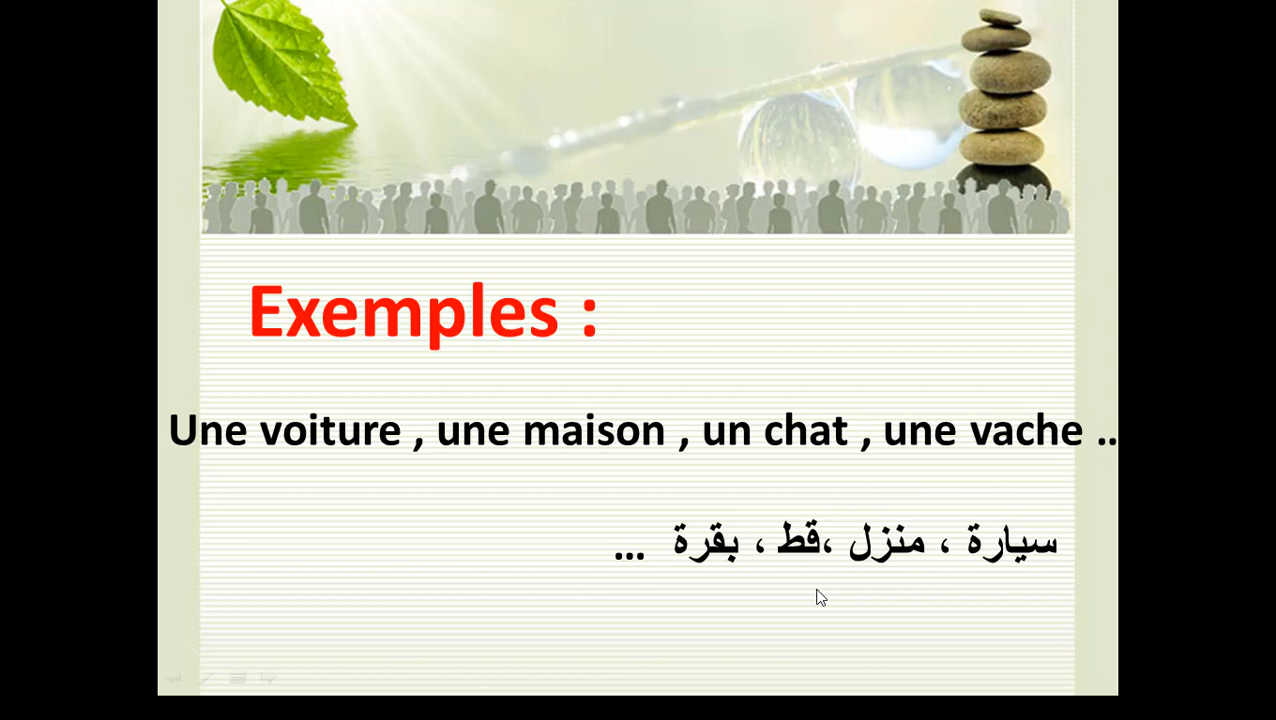 Exemples :
Une voiture , une maison , un chat , une vache ..
سيارة ، منزل ،قط ، بقرة ...